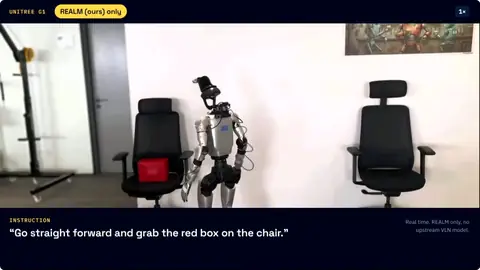 UNITREE G1
REALM (ours) only
1×
INSTRUCTION
“Go straight forward and grab the red box on the chair.”
Real time. REALM only, no
upstream VLN model.